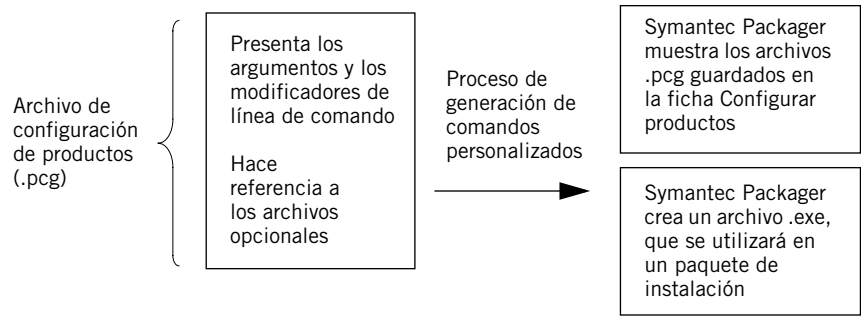 Archivo de
configuración
de productos
(.pcg)
Presenta los
argumentos y los
modificadores de
línea de comando
Hace
referencia a
los archivos
opcionales
Proceso de
generación de
comandos
personalizados
Symantec Packager
muestra los archivos
.pcg guardados en
la ficha Configurar
productos
Symantec Packager
crea un archivo .exe,
que se utilizará en
un paquete de
instalación